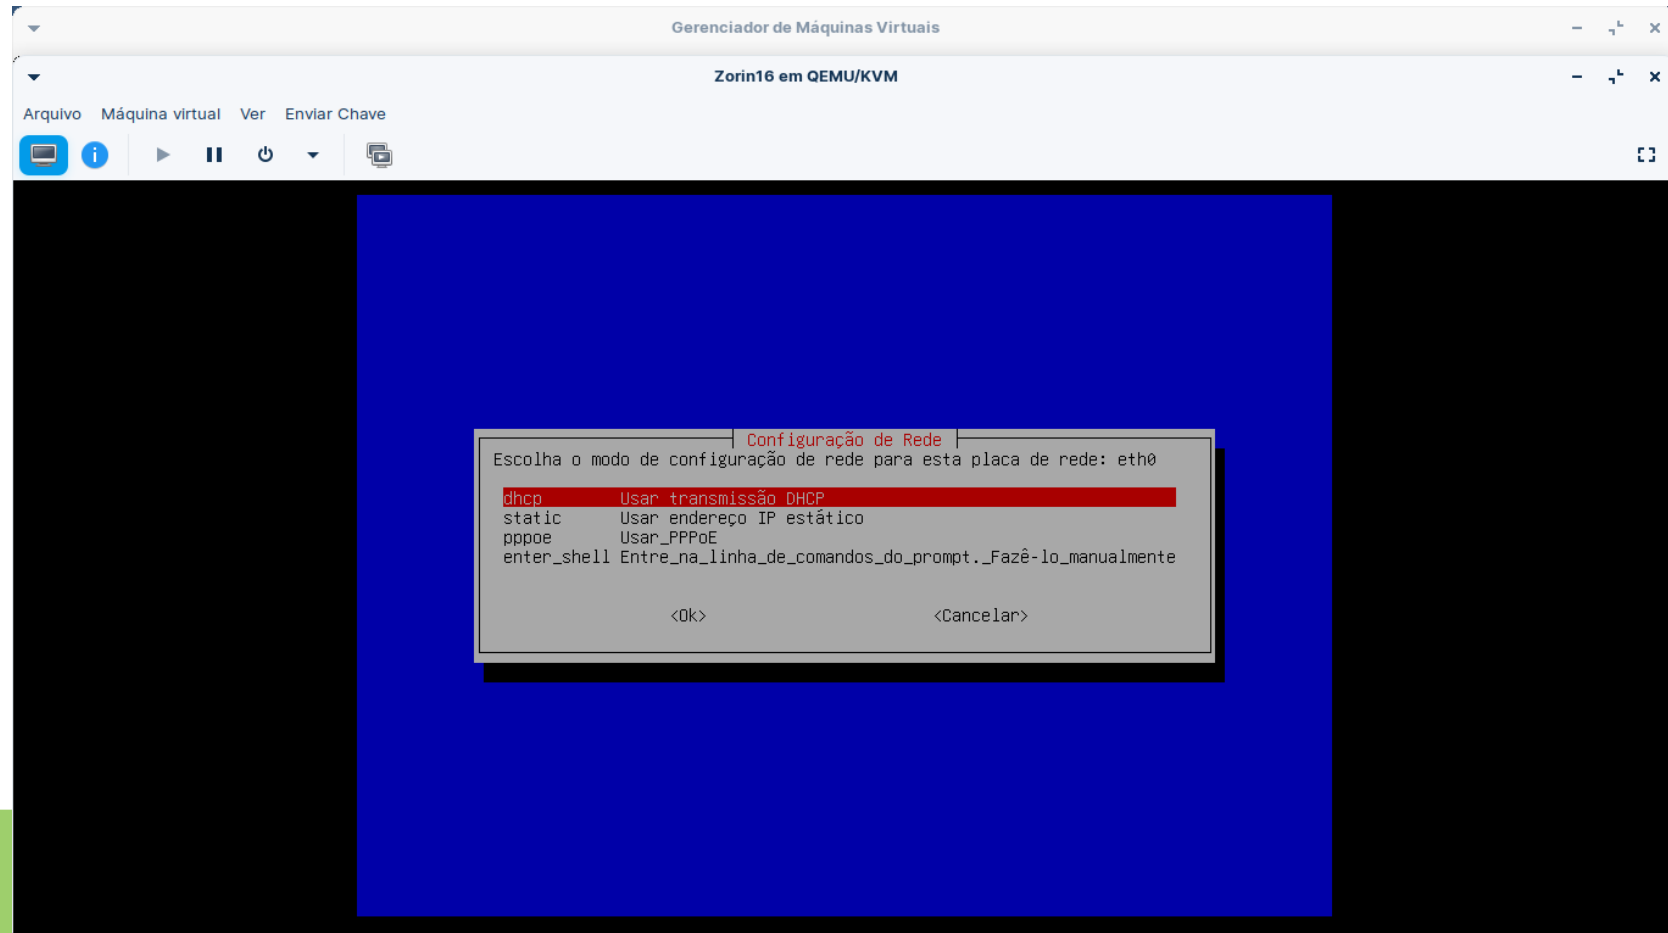 Gerenciador de Máquinas Virtuais
Zorin16 em QEMU/KVM
Arquivo Máquina virtual Ver Enviar Chave
Configuração de Rede
Escolha o modo de configuração de rede para esta placa de rede: eth0
dhcp Usar transmissão DHCP
static Usar endereço IP estático
pppoe Usar_PPPoE
enter_shell Entre_na_linha_de_comandos_do_prompt._Fazê-lo_manualmente
<Ok> <Cancelar>